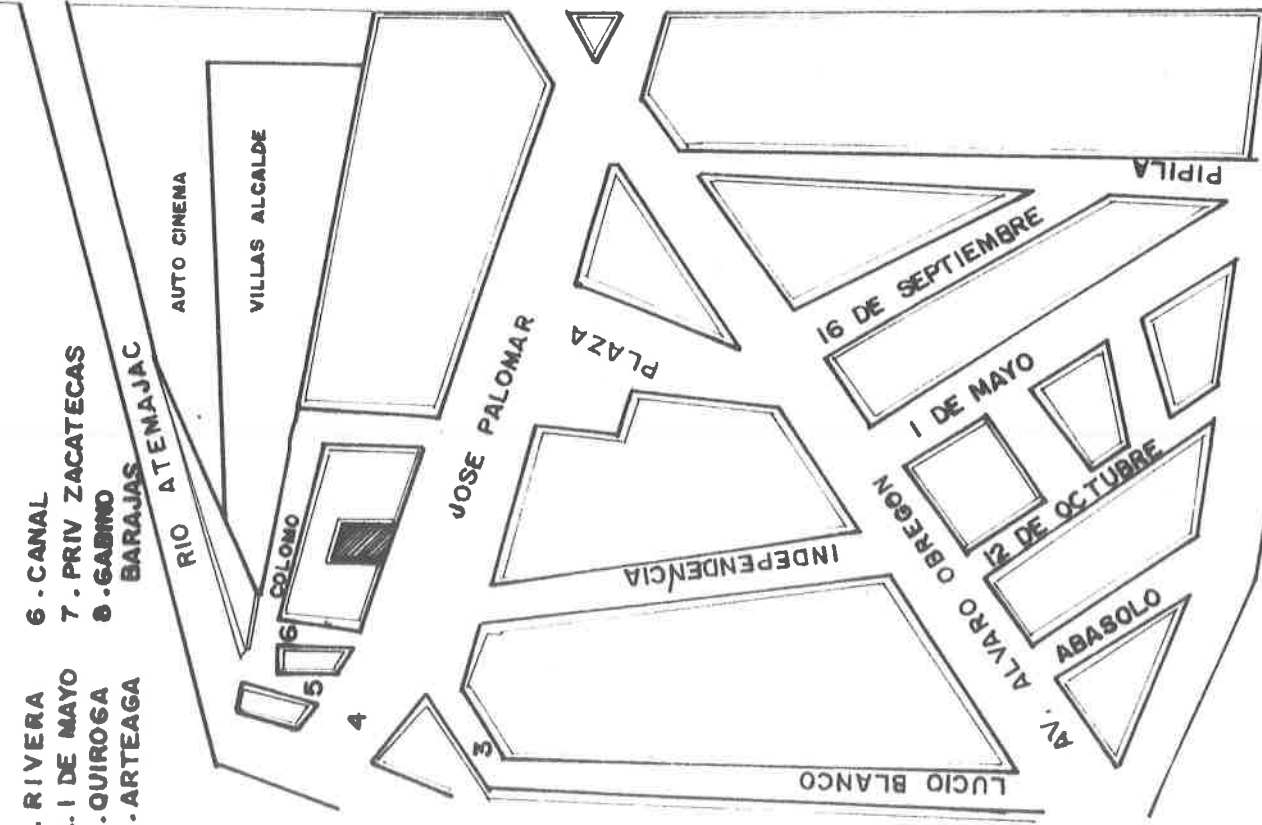 . RIVERA 6. CANAL
. I DE MAYO 7. PRIV ZACATECAS
. QUIROGA 8. GABINO
. ARTEAGA BARAJAS
RIO ATEMAJAC
AUTO CINEMA
VILLAS ALCALDE
COLOMO
6
5
4
3
JOSE PALOMAR
PLAZA
INDEPENDENCIA
LUCIO BLANCO
AV. ALVARO OBREGON
16 DE SEPTIEMBRE
I DE MAYO
12 DE OCTUBRE
ABASOLO
PIPILA